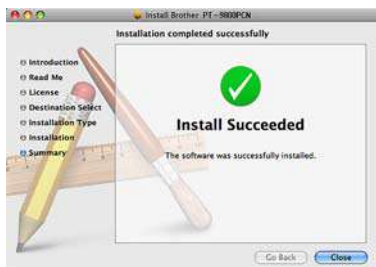 Install Brother PT-9800PCN
Installation completed successfully
Introduction
Read Me
License
Destination Select
Installation Type
Installation
Summary
Install Succeeded
The software was successfully installed.
Go Back
Close